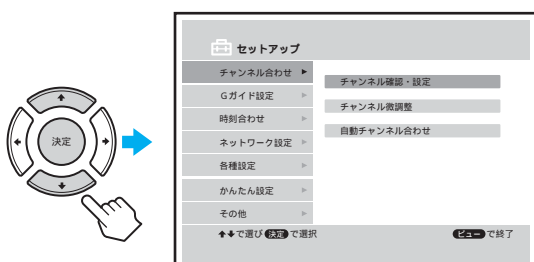 セットアップ
チャンネル合わせ
Gガイド設定
時刻合わせ
ネットワーク設定
各種設定
かんたん設定
その他
チャンネル確認・設定
チャンネル微調整
自動チャンネル合わせ
決定
で選び 決定 で選択
ビュー で終了